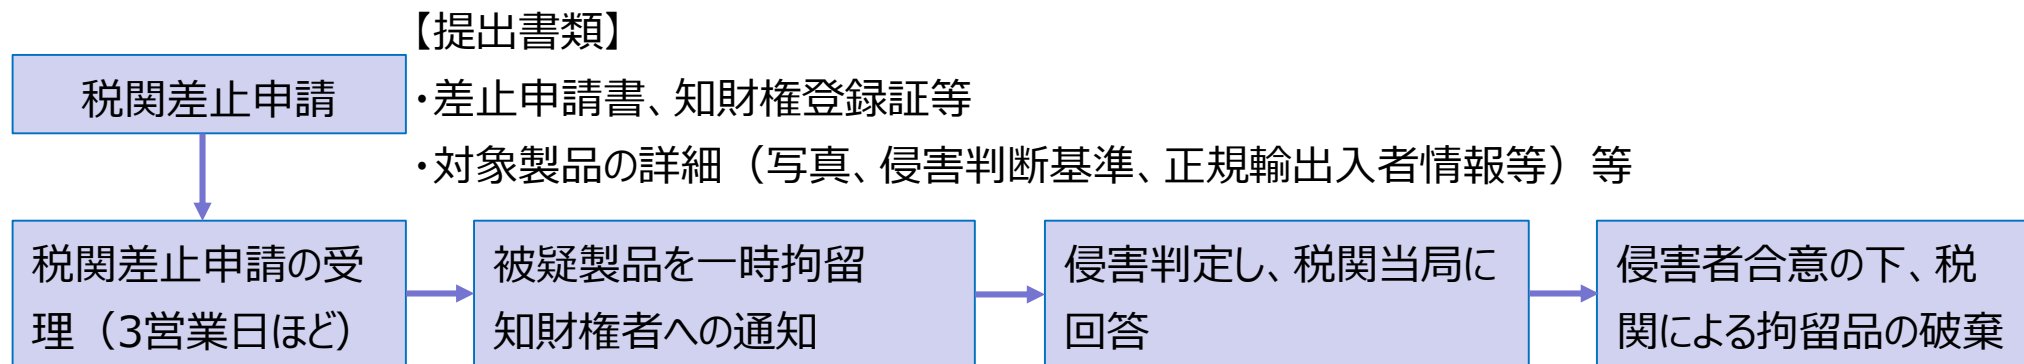 【提出書類】
税関差止申請
・差止申請書、知財権登録証等
・対象製品の詳細（写真、侵害判断基準、正規輸出入者情報等）等
税関差止申請の受
理（3営業日ほど）
被疑製品を一時拘留
知財権者への通知
侵害判定し、税関当局に
回答
侵害者合意の下、税
関による拘留品の破棄